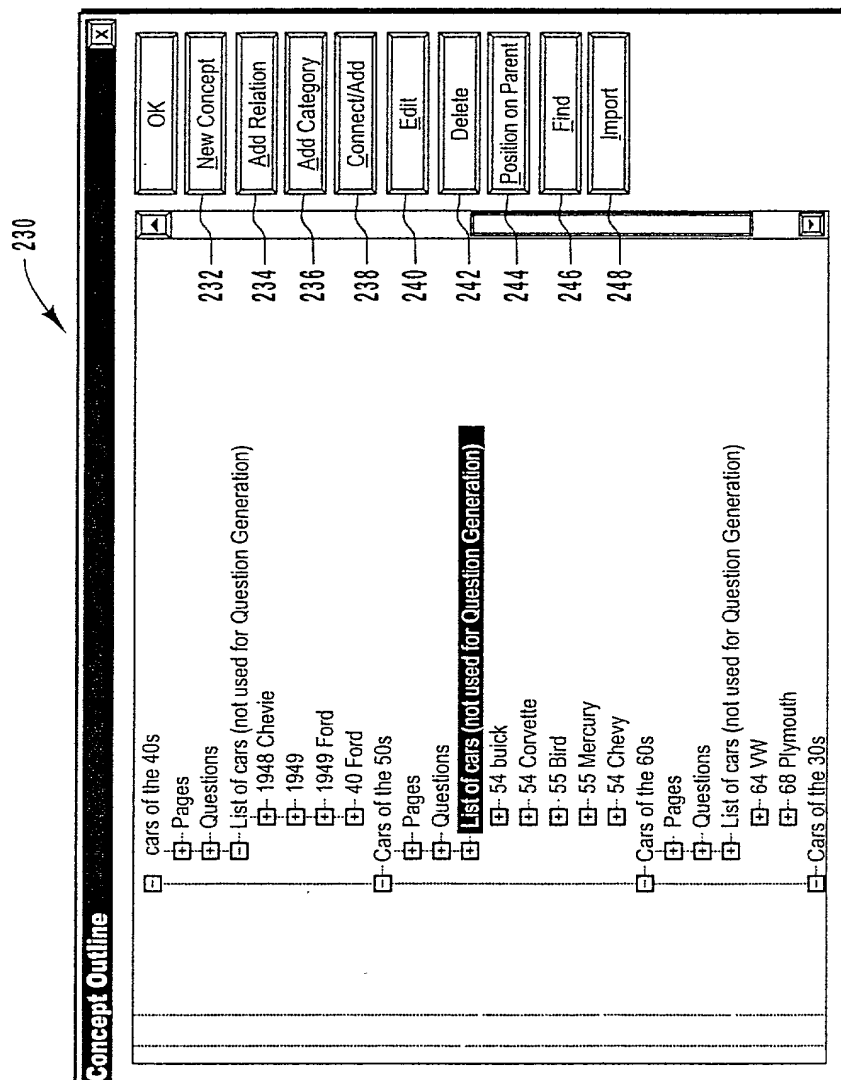 230
Concept Outline
x
cars of the 40s
Pages
Questions
List of cars (not used for Question Generation)
1948 Chevie
1949
1949 Ford
40 Ford
Cars of the 50s
Pages
Questions
List of cars (not used for Question Generation)
54 buick
54 Corvette
55 Bird
55 Mercury
54 Chevy
Cars of the 60s
Pages
Questions
List of cars (not used for Question Generation)
64 VW
68 Plymouth
Cars of the 30s
OK
232 New Concept
234 Add Relation
236 Add Category
238 Connect/Add
240 Edit
242 Delete
244 Position on Parent
246 Find
248 Import